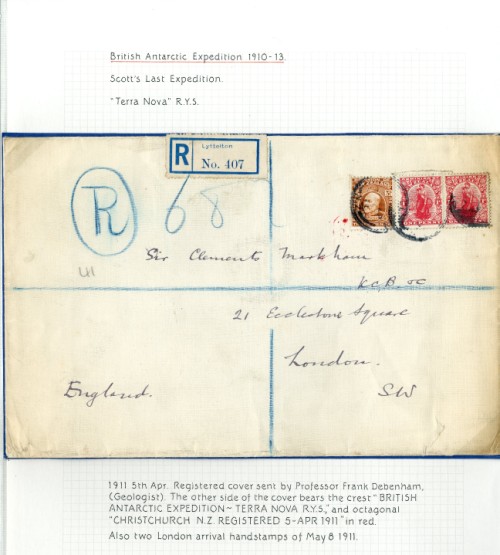 British Antarctic Expedition 1910-13.
Scott's Last Expedition.
"Terra Nova" R.Y.S.
R
Lyttelton
No. 407
R 68
Sir Clements Markham
K.C.B. &c
21 Eccleston Square
London.
England.
SW
1911 5th Apr. Registered cover sent by Professor Frank Debenham,
(Geologist). The other side of the cover bears the crest "BRITISH
ANTARCTIC EXPEDITION~ TERRA NOVA R.Y.S," and octagonal
"CHRISTCHURCH N.Z. REGISTERED 5-APR 1911" in red.
Also two London arrival handstamps of May 8 1911.